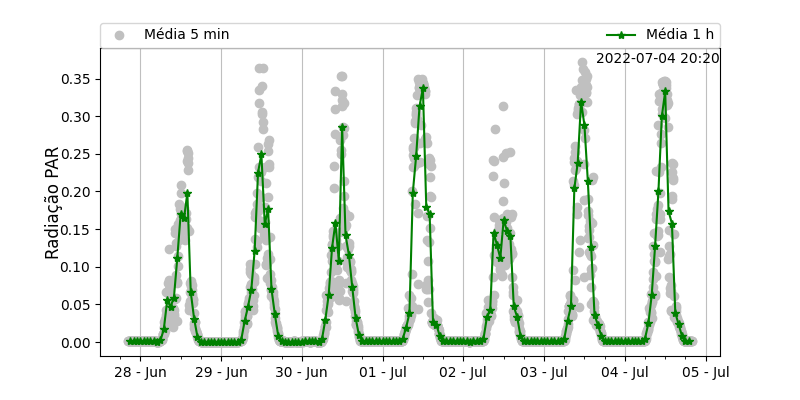 Média 5 min
Média 1 h
2022-07-04 20:20
Radiação PAR
0.35
0.30
0.25
0.20
0.15
0.10
0.05
0.00
28 - Jun
29 - Jun
30 - Jun
01 - Jul
02 - Jul
03 - Jul
04 - Jul
05 - Jul